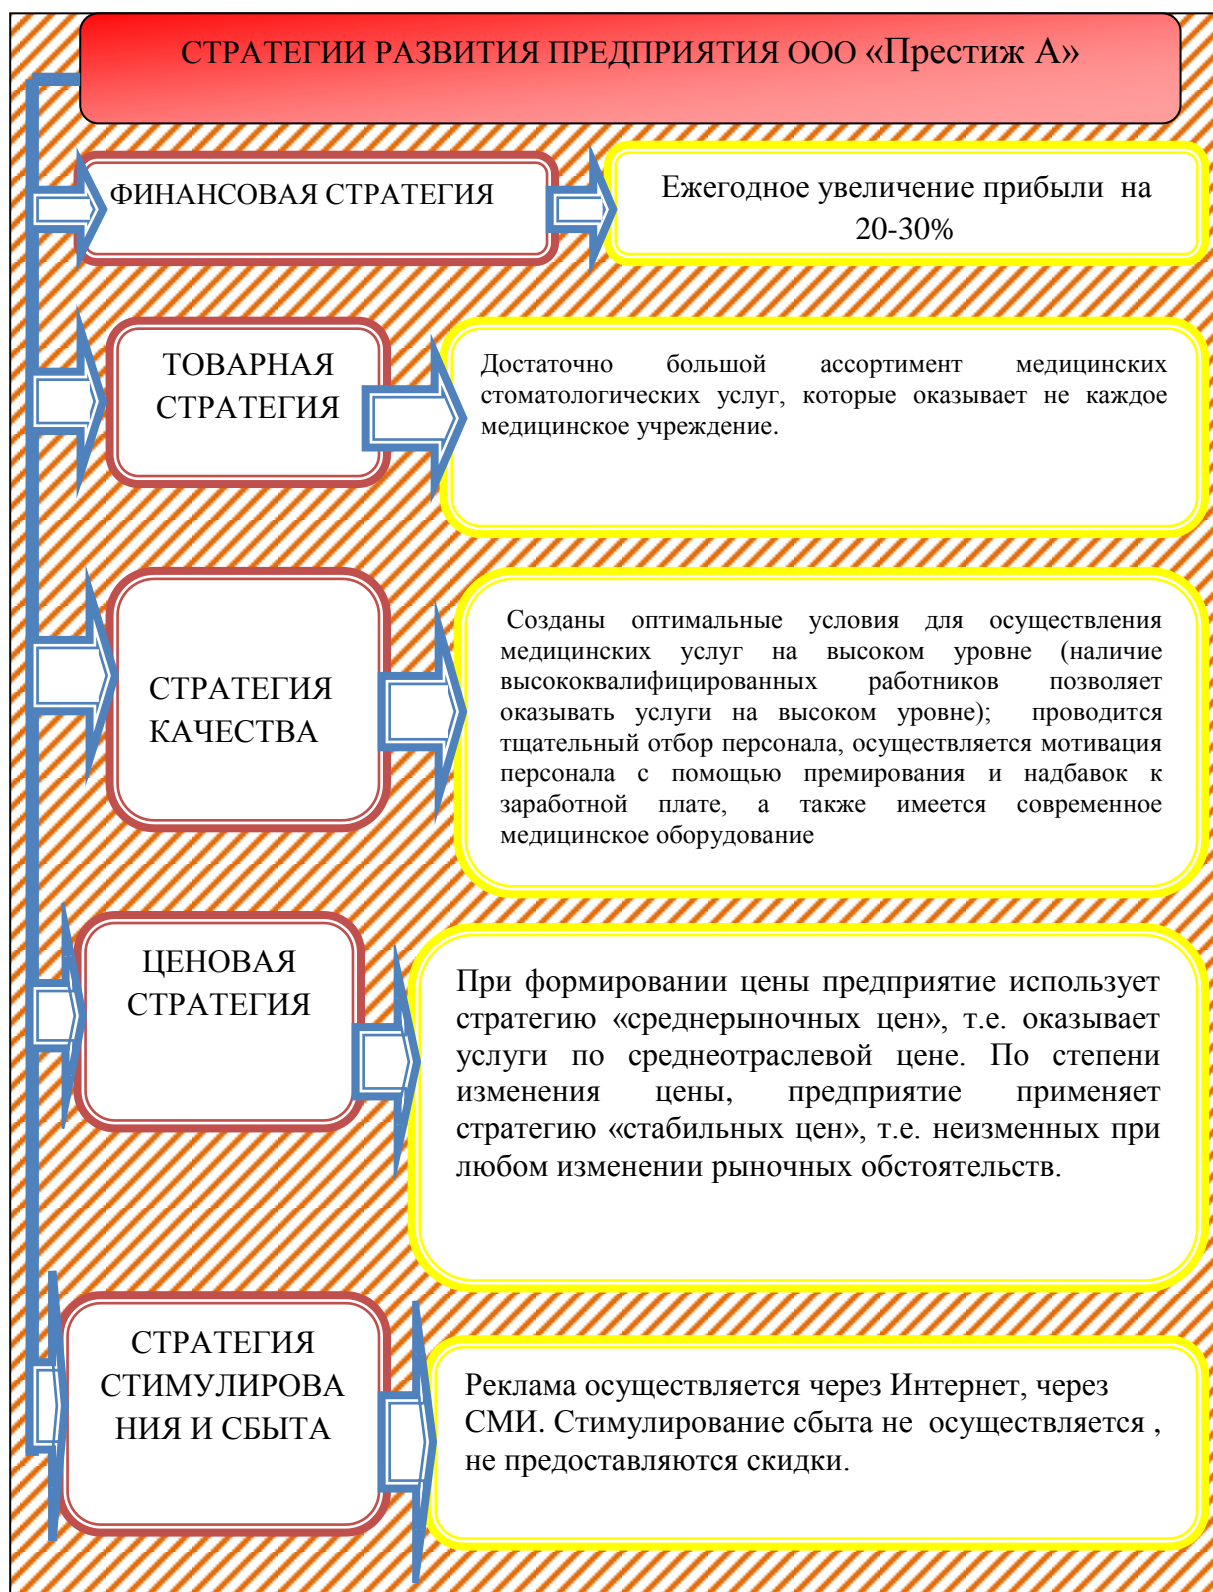 СТРАТЕГИИ РАЗВИТИЯ ПРЕДПРИЯТИЯ ООО «Престиж А»
ФИНАНСОВАЯ СТРАТЕГИЯ
Ежегодное увеличение прибыли на
20-30%
ТОВАРНАЯ
СТРАТЕГИЯ
Достаточно большой ассортимент медицинских
стоматологических услуг, которые оказывает не каждое
медицинское учреждение.
СТРАТЕГИЯ
КАЧЕСТВА
Созданы оптимальные условия для осуществления
медицинских услуг на высоком уровне (наличие
высококвалифицированных работников позволяет
оказывать услуги на высоком уровне); проводится
тщательный отбор персонала, осуществляется мотивация
персонала с помощью премирования и надбавок к
заработной плате, а также имеется современное
медицинское оборудование
ЦЕНОВАЯ
СТРАТЕГИЯ
При формировании цены предприятие использует
стратегию «среднерыночных цен», т.е. оказывает
услуги по среднеотраслевой цене. По степени
изменения цены, предприятие применяет
стратегию «стабильных цен», т.е. неизменных при
любом изменении рыночных обстоятельств.
СТРАТЕГИЯ
СТИМУЛИРОВА
НИЯ И СБЫТА
Реклама осуществляется через Интернет, через
СМИ. Стимулирование сбыта не осуществляется ,
не предоставляются скидки.